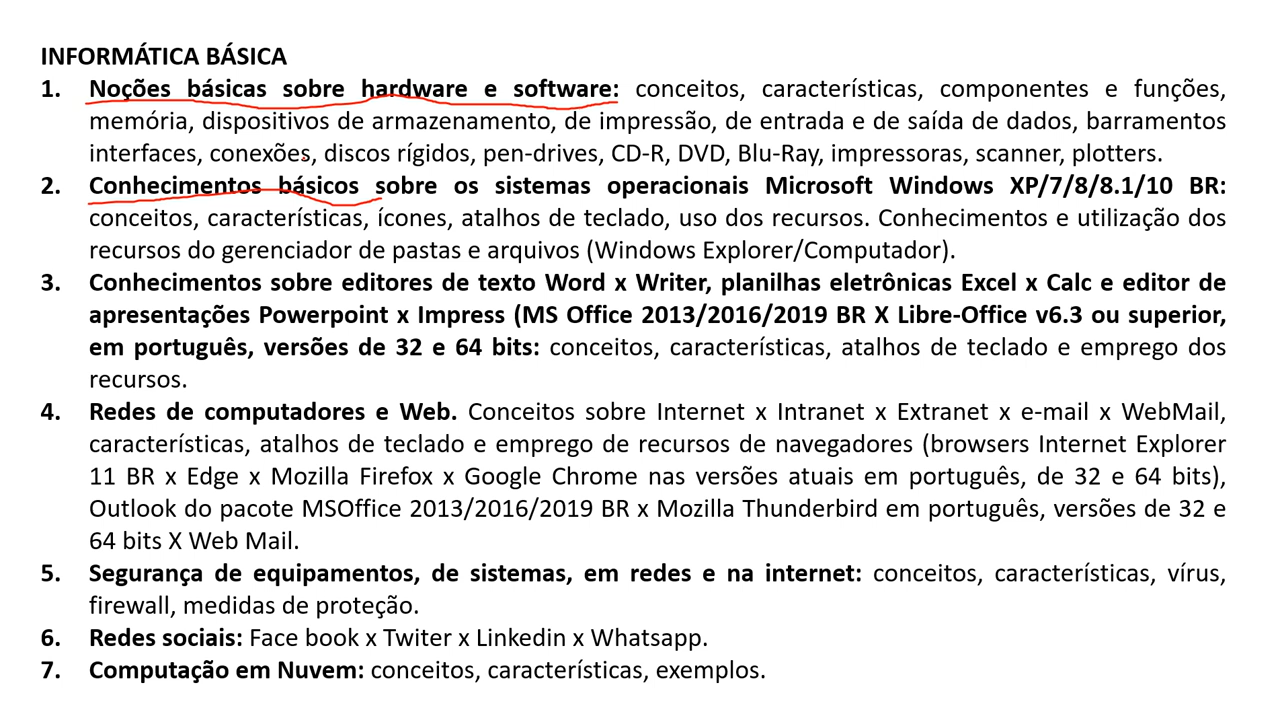 INFORMÁTICA BÁSICA
1. Noções básicas sobre hardware e software: conceitos, características, componentes e funções,
memória, dispositivos de armazenamento, de impressão, de entrada e de saída de dados, barramentos
interfaces, conexões, discos rígidos, pen-drives, CD-R, DVD, Blu-Ray, impressoras, scanner, plotters.
2. Conhecimentos básicos sobre os sistemas operacionais Microsoft Windows XP/7/8/8.1/10 BR:
conceitos, características, ícones, atalhos de teclado, uso dos recursos. Conhecimentos e utilização dos
recursos do gerenciador de pastas e arquivos (Windows Explorer/Computador).
3. Conhecimentos sobre editores de texto Word x Writer, planilhas eletrônicas Excel x Calc e editor de
apresentações Powerpoint x Impress (MS Office 2013/2016/2019 BR X Libre-Office v6.3 ou superior,
em português, versões de 32 e 64 bits: conceitos, características, atalhos de teclado e emprego dos
recursos.
4. Redes de computadores e Web. Conceitos sobre Internet x Intranet x Extranet x e-mail x WebMail,
características, atalhos de teclado e emprego de recursos de navegadores (browsers Internet Explorer
11 BR x Edge x Mozilla Firefox x Google Chrome nas versões atuais em português, de 32 e 64 bits),
Outlook do pacote MSOffice 2013/2016/2019 BR x Mozilla Thunderbird em português, versões de 32 e
64 bits X Web Mail.
5. Segurança de equipamentos, de sistemas, em redes e na internet: conceitos, características, vírus,
firewall, medidas de proteção.
6. Redes sociais: Face book x Twiter x Linkedin x Whatsapp.
7. Computação em Nuvem: conceitos, características, exemplos.